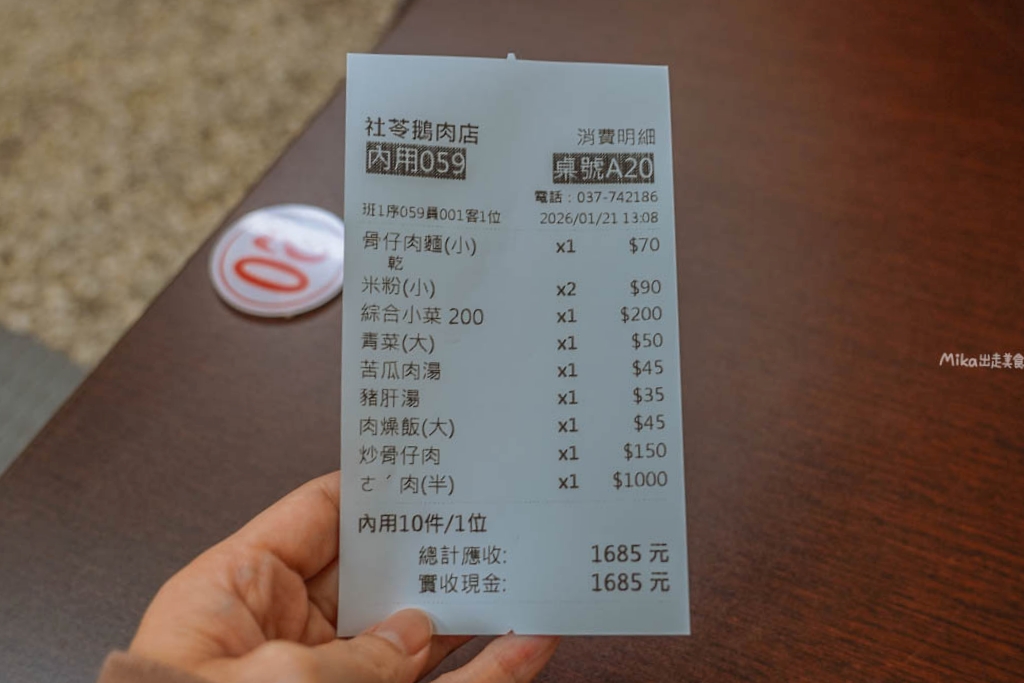 社苓鵝肉店 消費明細
內用059 桌號A20
電話：037-742186
班1序059員001客1位 2026/01/21 13:08
骨仔肉麵(小) x1 $70
乾
米粉(小) x2 $90
綜合小菜 200 x1 $200
青菜(大) x1 $50
苦瓜肉湯 x1 $45
豬肝湯 x1 $35
肉燥飯(大) x1 $45
炒骨仔肉 x1 $150
ㄜˊ肉(半) x1 $1000
內用10件/1位
總計應收: 1685 元
實收現金: 1685 元
Mika出走美食